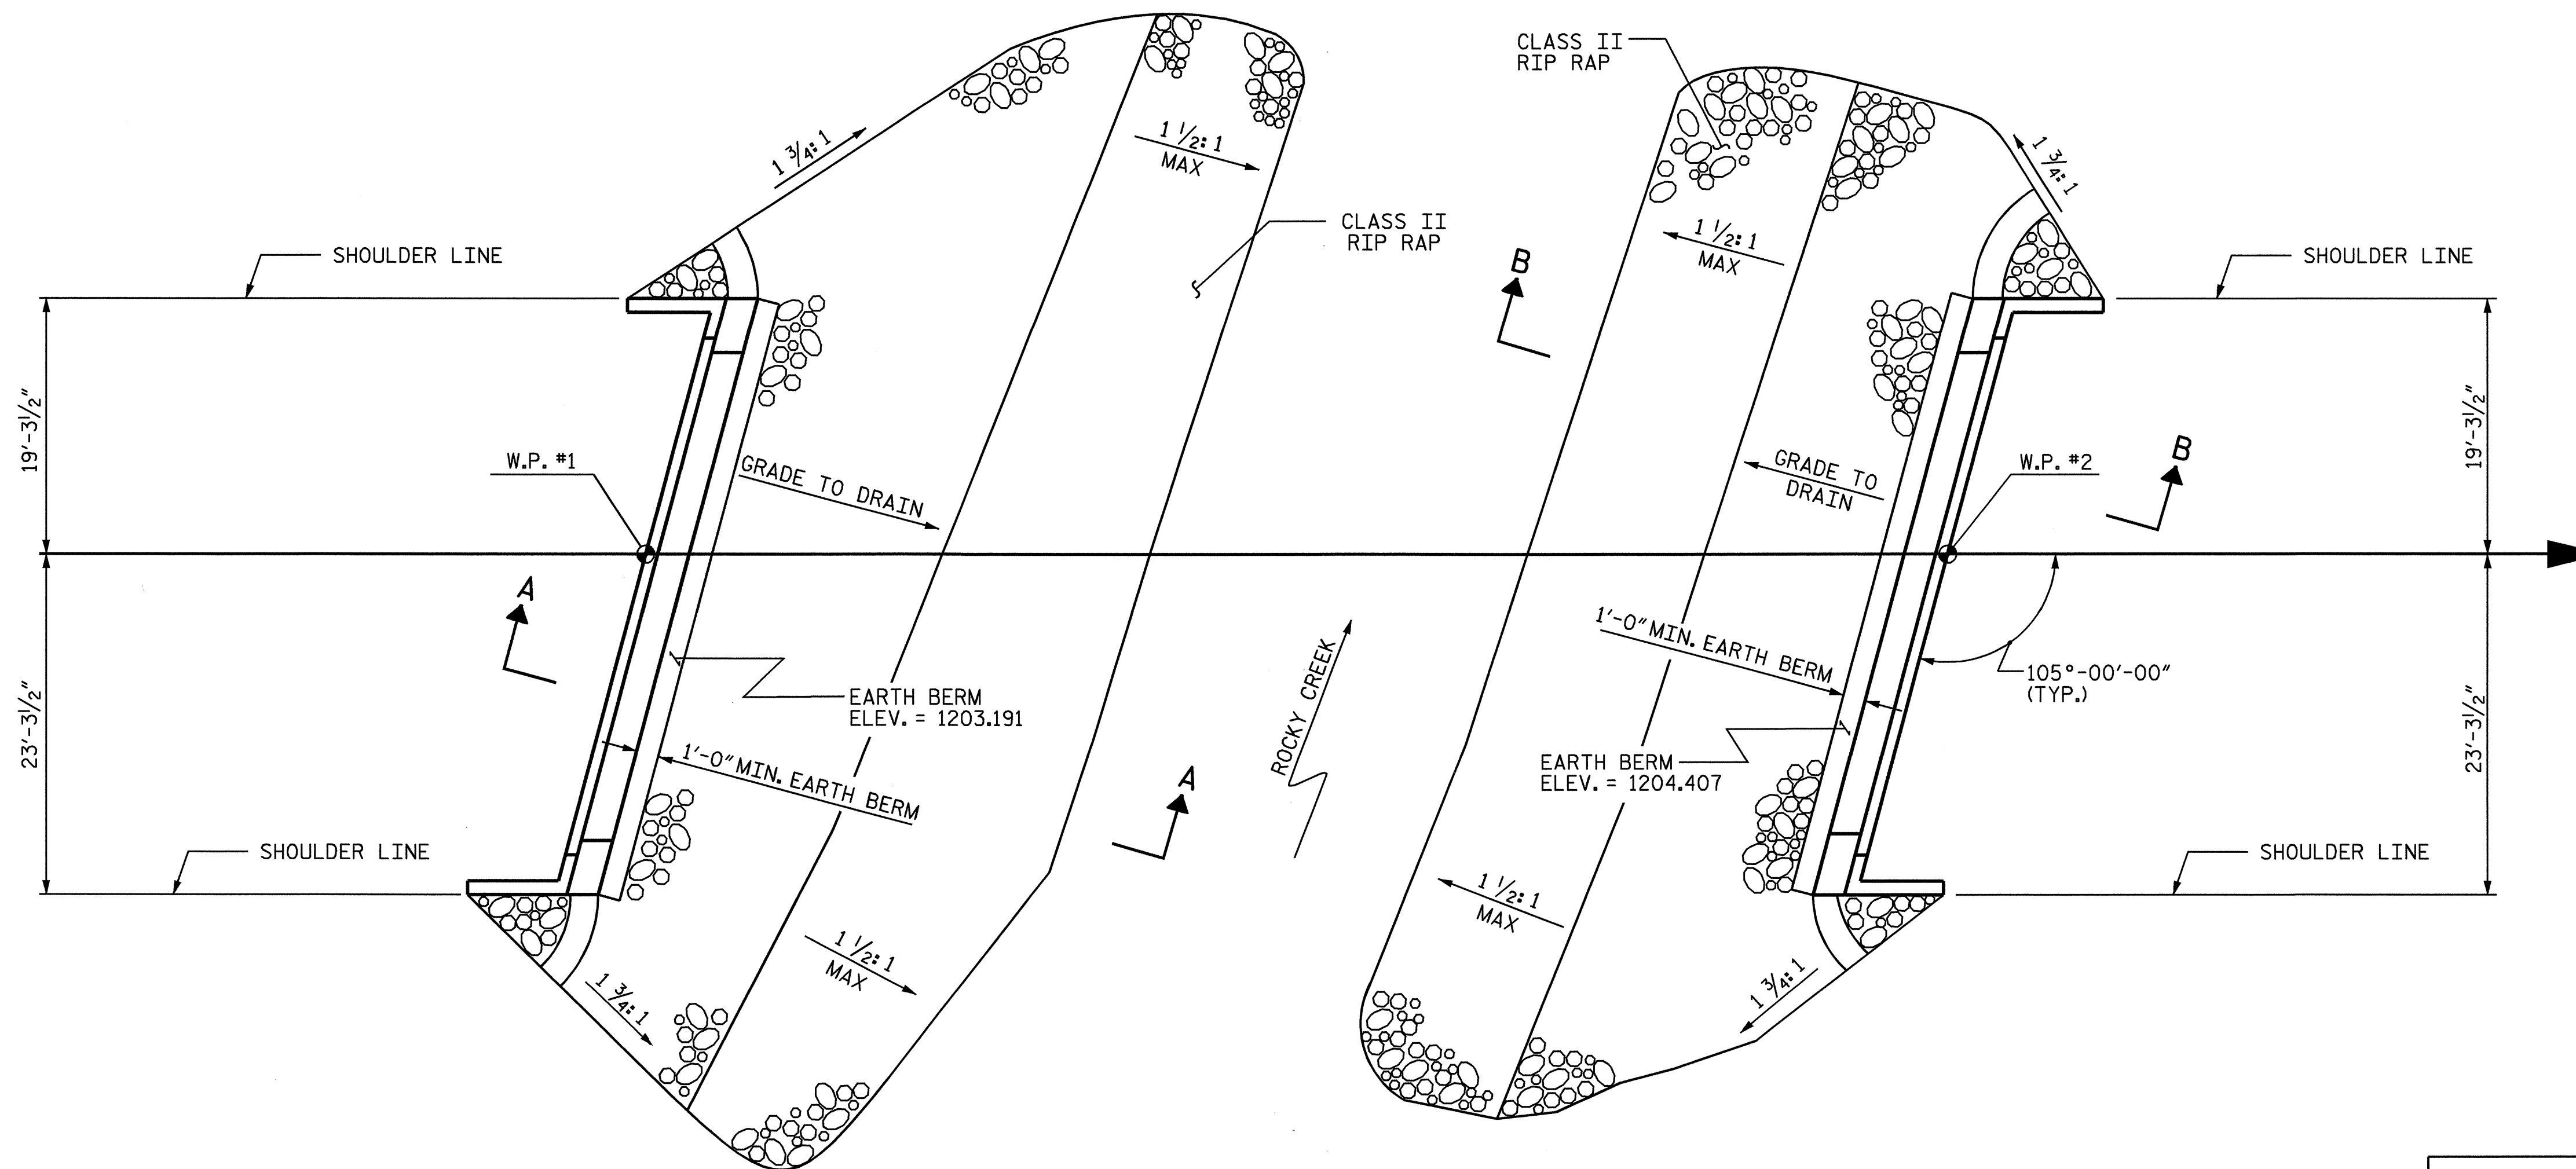 CLASS II
RIP RAP
1 3/4:1
1 1/2:1
MAX
1 3/4:1
CLASS II
RIP RAP
1 1/2:1
MAX
SHOULDER LINE
SHOULDER LINE
B
19'-3 1/2"
19'-3 1/2"
W.P. #1
GRADE TO DRAIN
GRADE TO
DRAIN
W.P. #2
B
A
1'-0" MIN. EARTH BERM
105°-00'-00"
(TYP.)
ROCKY CREEK
EARTH BERM
ELEV. = 1203.191
23'-3 1/2"
23'-3 1/2"
1'-0" MIN. EARTH BERM
A
EARTH BERM
ELEV. = 1204.407
SHOULDER LINE
SHOULDER LINE
1 1/2:1
MAX
1 1/2:1
MAX
1 3/4:1
1 3/4:1